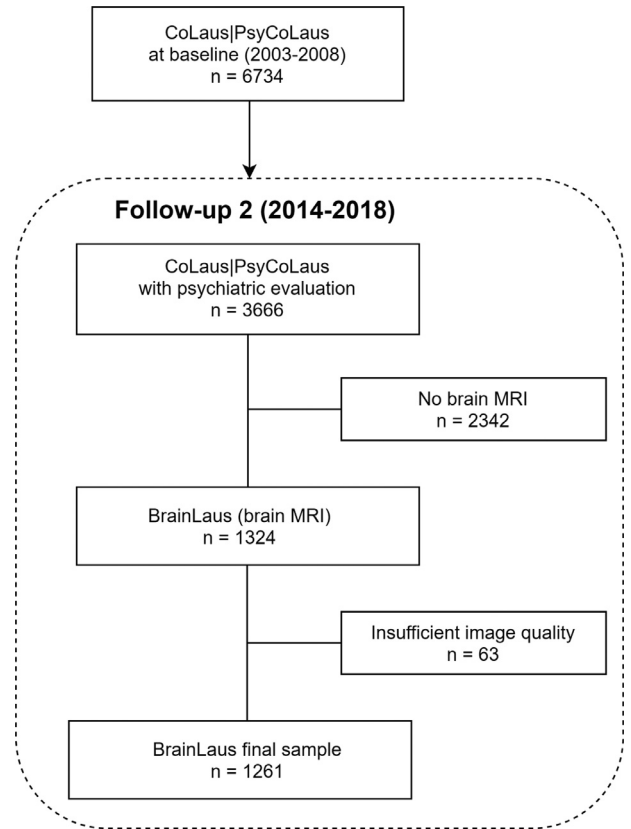 CoLaus|PsyCoLaus
at baseline (2003-2008)
n = 6734
Follow-up 2 (2014-2018)
CoLaus|PsyCoLaus
with psychiatric evaluation
n = 3666
No brain MRI
n = 2342
BrainLaus (brain MRI)
n = 1324
Insufficient image quality
n = 63
BrainLaus final sample
n = 1261